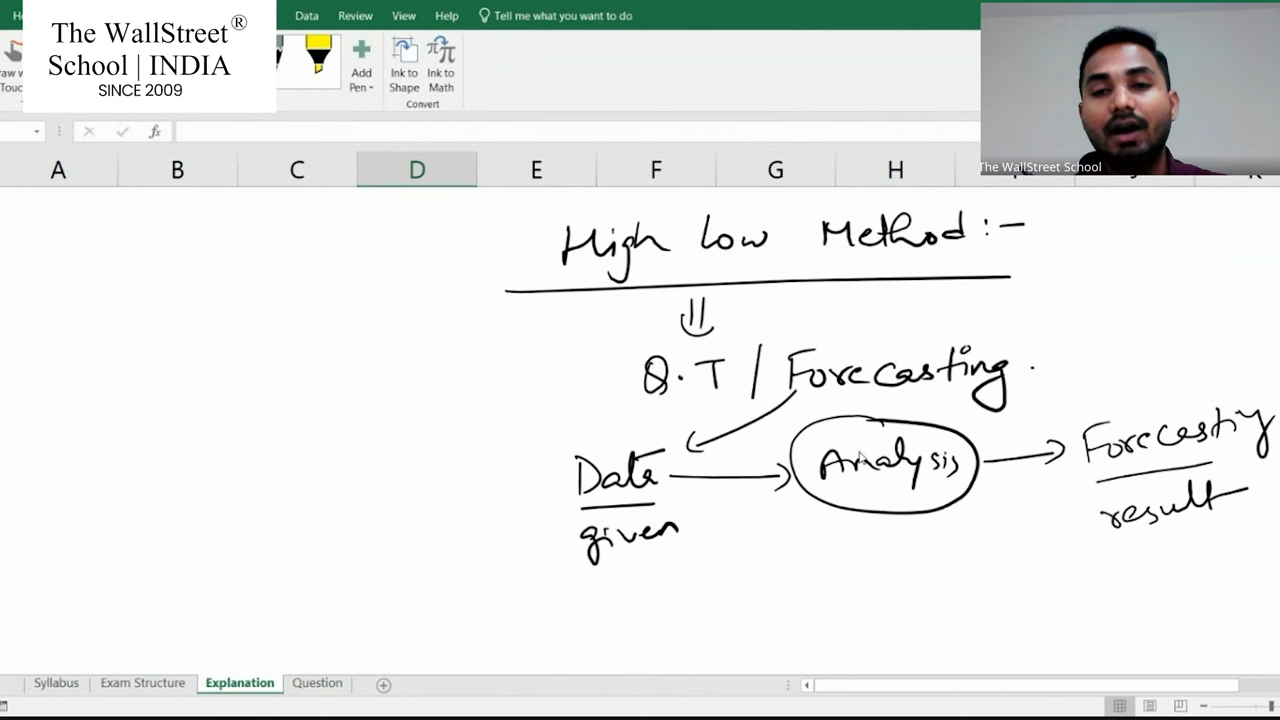 Data Review View Help Tell me what you want to do
The WallStreet®
School | INDIA
SINCE 2009
Add
Pen
Ink to
Shape
Ink to
Math
Convert
fx
The WallStreet School
A B C D E F G H
High low Method:-
Q.T / Forecasting.
Data → Analysis → Forecasting
given
result
Syllabus Exam Structure Explanation Question